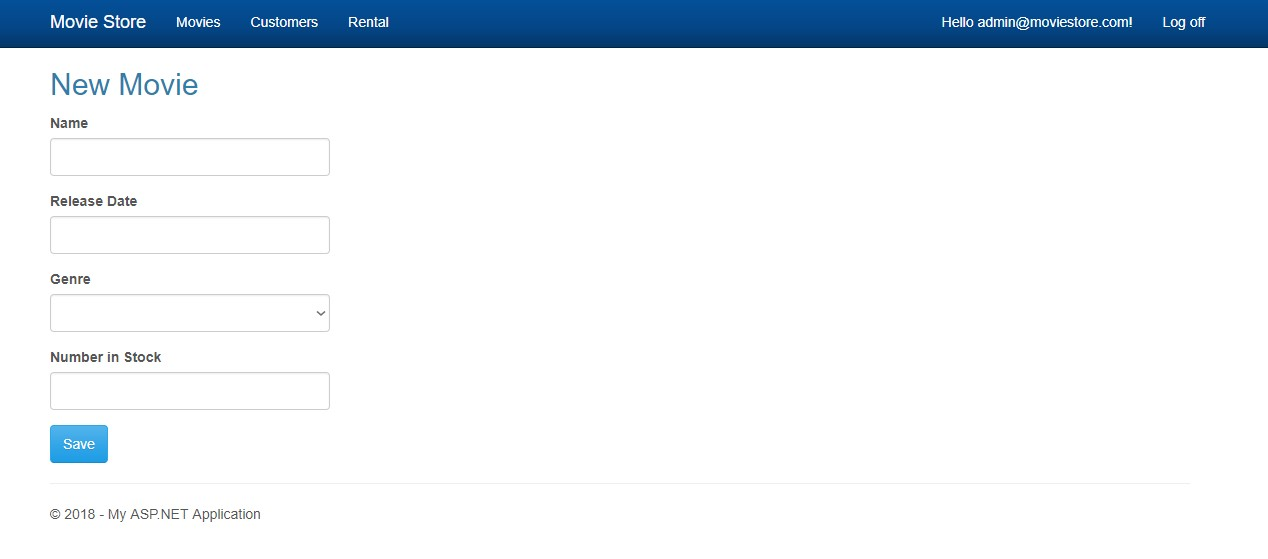 Movie Store Movies Customers Rental Hello admin@moviestore.com! Log off
New Movie
Name
Release Date
Genre
Number in Stock
Save
© 2018 - My ASP.NET Application